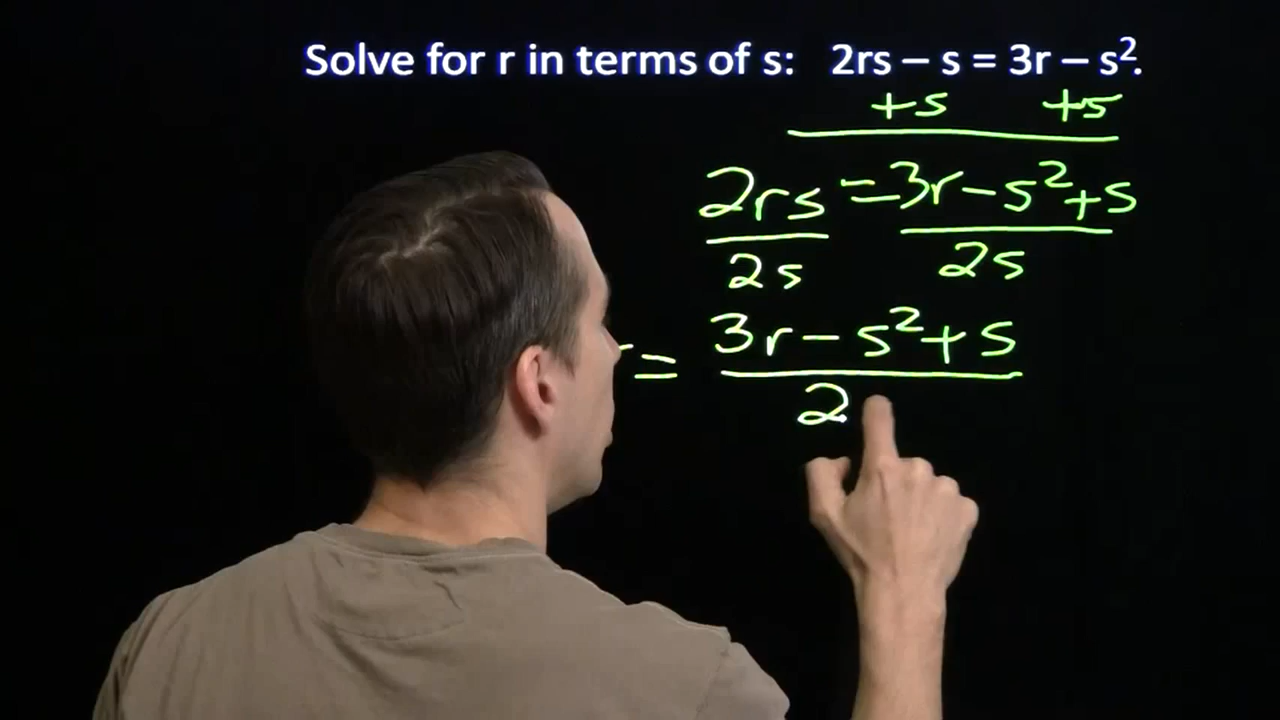 Solve for r in terms of s: 2rs – s = 3r – s².
+s +s
2rs = 3r – s² + s
2s 2s
= 3r – s² + s
2